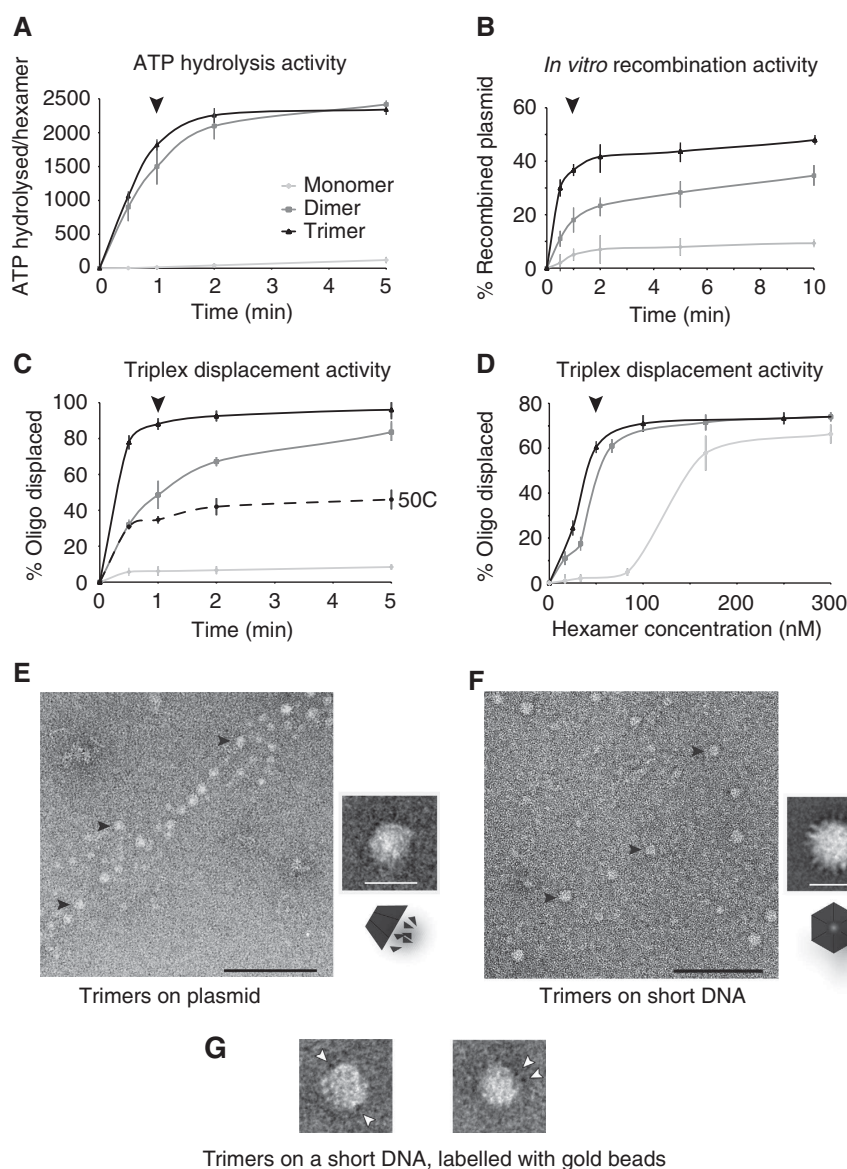 A
ATP hydrolysis activity
ATP hydrolysed/hexamer
2500
2000
1500
1000
500
0
Monomer
Dimer
Trimer
0 1 2 3 4 5
Time (min)
B
In vitro recombination activity
% Recombined plasmid
60
40
20
0
0 2 4 6 8 10
Time (min)
C
Triplex displacement activity
% Oligo displaced
100
80
60
40
20
0
50C
0 1 2 3 4 5
Time (min)
D
Triplex displacement activity
% Oligo displaced
80
60
40
20
0
0 100 200 300
Hexamer concentration (nM)
E
Trimers on plasmid
F
Trimers on short DNA
G
Trimers on a short DNA, labelled with gold beads